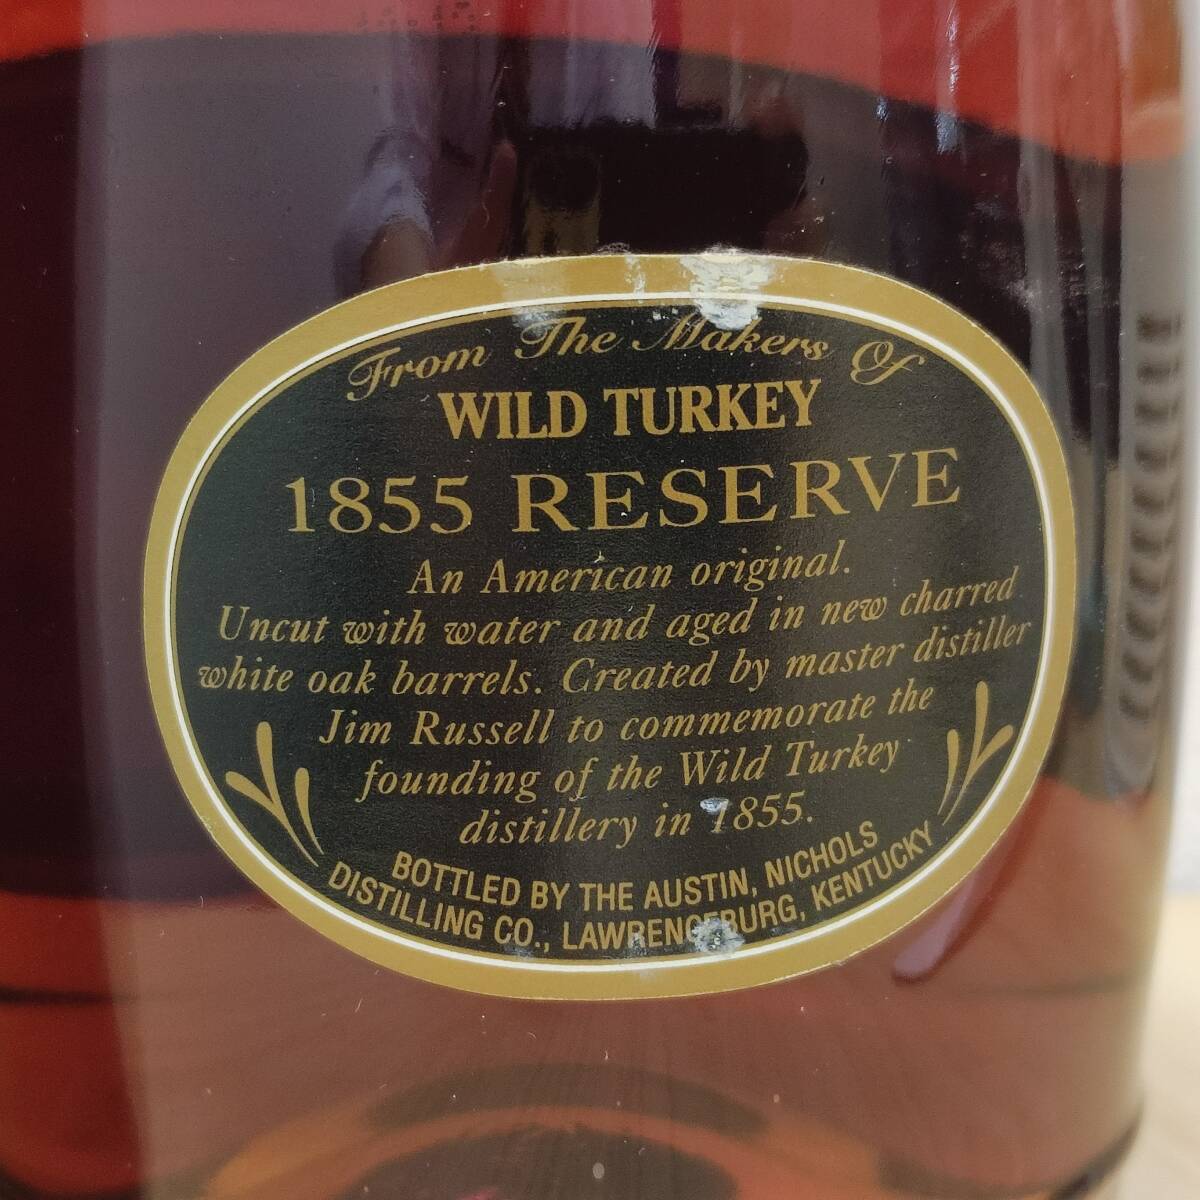 From The Makers Of
WILD TURKEY
1855 RESERVE
An American original.
Uncut with water and aged in new charred
white oak barrels. Created by master distiller
Jim Russell to commemorate the
founding of the Wild Turkey
distillery in 1855.
BOTTLED BY THE AUSTIN, NICHOLS
DISTILLING CO., LAWRENCEBURG, KENTUCKY